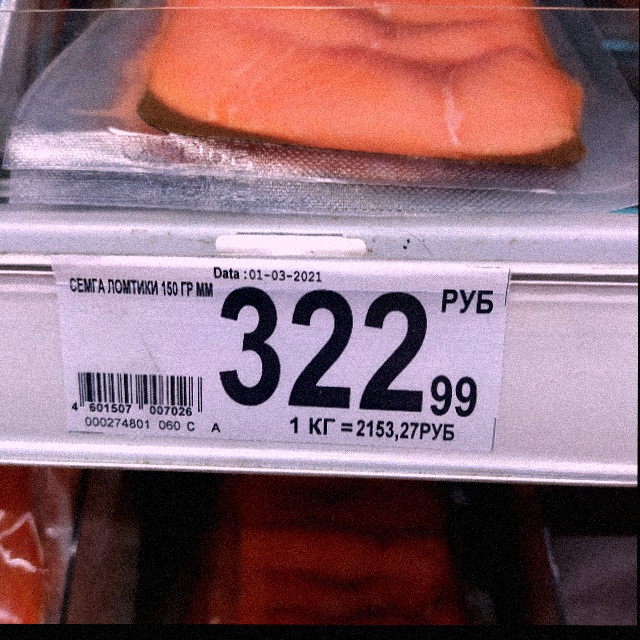 Data :01-03-2021
СЕМГА ЛОМТИКИ 150 ГР ММ
322 99 РУБ
4 601507 007026
000274801 060 С А
1 КГ =2153,27РУБ